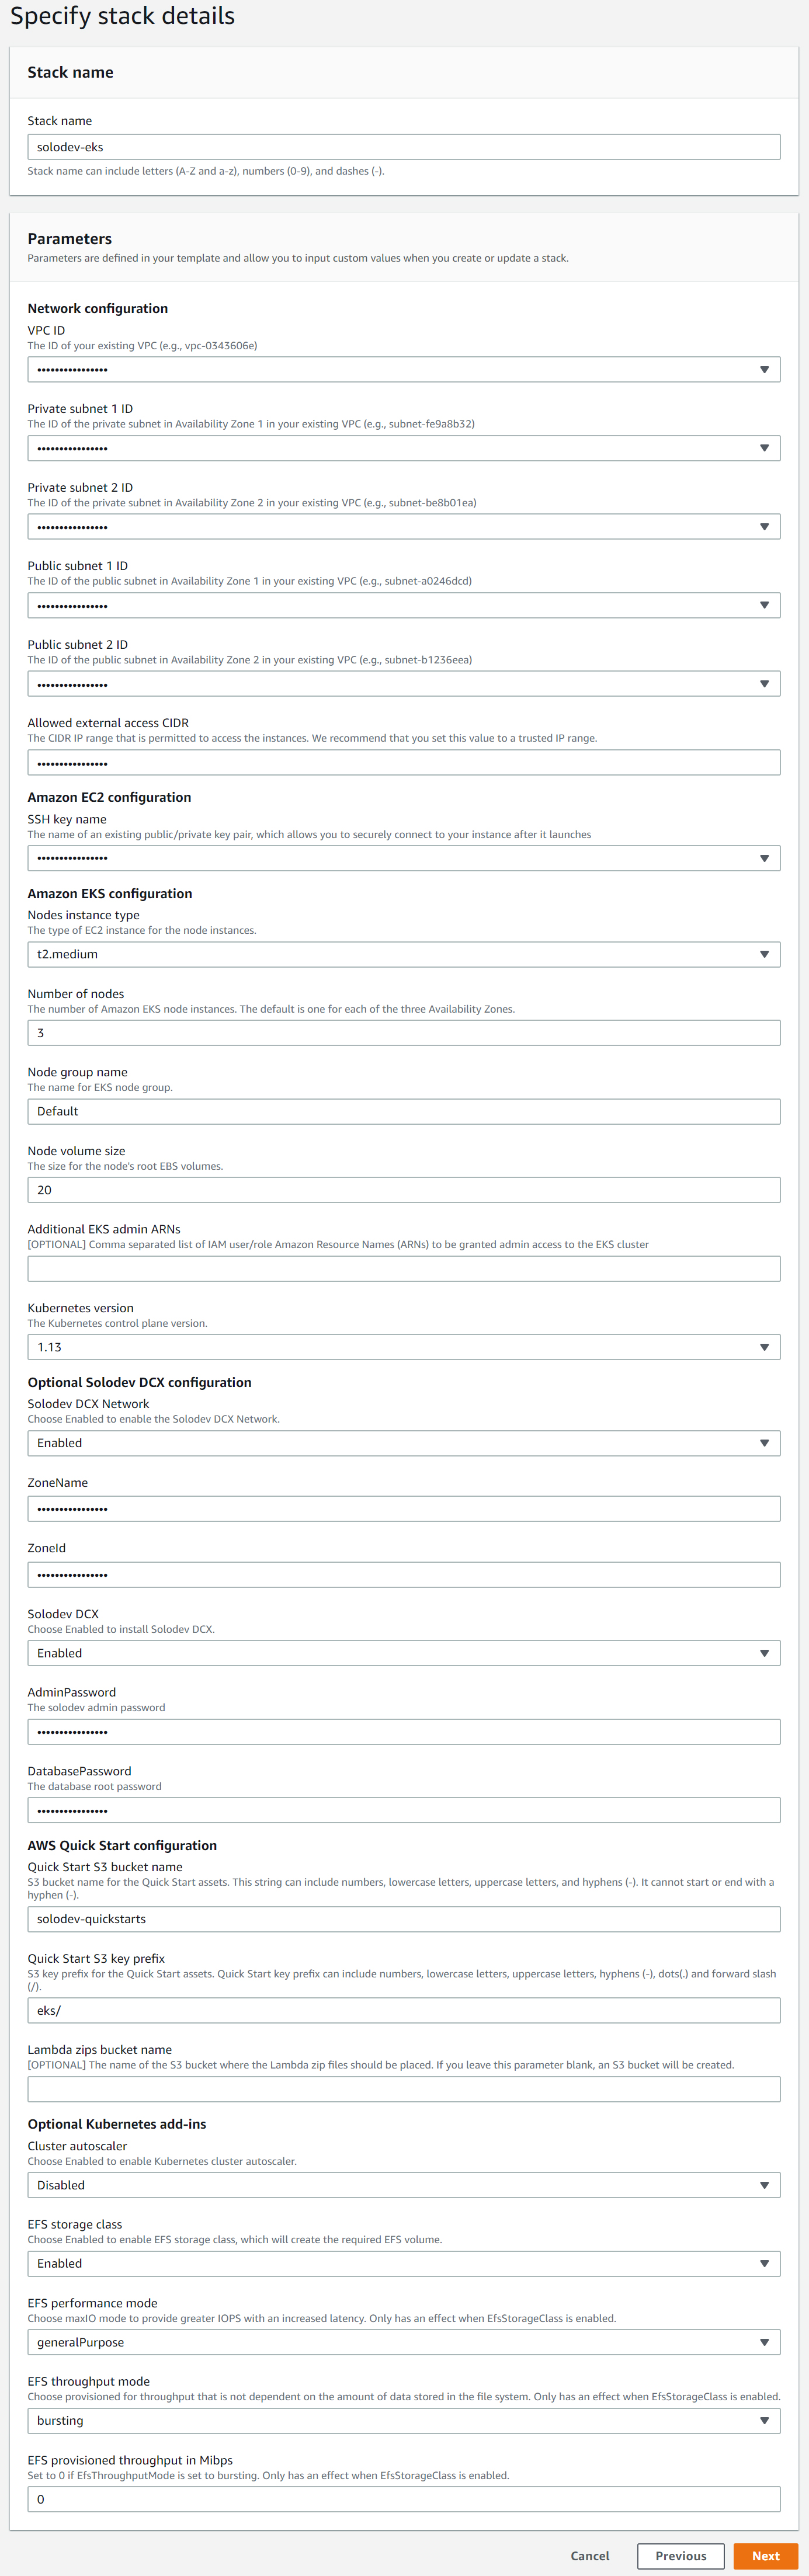 Specify stack details
Stack name
Stack name
solodev-eks
Stack name can include letters (A-Z and a-z), numbers (0-9), and dashes (-).
Parameters
Parameters are defined in your template and allow you to input custom values when you create or update a stack.
Network configuration
VPC ID
The ID of your existing VPC (e.g., vpc-0343606e)
••••••••••••••••
Private subnet 1 ID
The ID of the private subnet in Availability Zone 1 in your existing VPC (e.g., subnet-fe9a8b32)
••••••••••••••••
Private subnet 2 ID
The ID of the private subnet in Availability Zone 2 in your existing VPC (e.g., subnet-be8b01ea)
••••••••••••••••
Public subnet 1 ID
The ID of the public subnet in Availability Zone 1 in your existing VPC (e.g., subnet-a0246dcd)
••••••••••••••••
Public subnet 2 ID
The ID of the public subnet in Availability Zone 2 in your existing VPC (e.g., subnet-b1236eea)
••••••••••••••••
Allowed external access CIDR
The CIDR IP range that is permitted to access the instances. We recommend that you set this value to a trusted IP range.
••••••••••••••••
Amazon EC2 configuration
SSH key name
The name of an existing public/private key pair, which allows you to securely connect to your instance after it launches
••••••••••••••••
Amazon EKS configuration
Nodes instance type
The type of EC2 instance for the node instances.
t2.medium
Number of nodes
The number of Amazon EKS node instances. The default is one for each of the three Availability Zones.
3
Node group name
The name for EKS node group.
Default
Node volume size
The size for the node's root EBS volumes.
20
Additional EKS admin ARNs
[OPTIONAL] Comma separated list of IAM user/role Amazon Resource Names (ARNs) to be granted admin access to the EKS cluster
Kubernetes version
The Kubernetes control plane version.
1.13
Optional Solodev DCX configuration
Solodev DCX Network
Choose Enabled to enable the Solodev DCX Network.
Enabled
ZoneName
••••••••••••••••
ZoneId
••••••••••••••••
Solodev DCX
Choose Enabled to install Solodev DCX.
Enabled
AdminPassword
The solodev admin password
••••••••••••••••
DatabasePassword
The database root password
••••••••••••••••
AWS Quick Start configuration
Quick Start S3 bucket name
S3 bucket name for the Quick Start assets. This string can include numbers, lowercase letters, uppercase letters, and hyphens (-). It cannot start or end with a
hyphen (-).
solodev-quickstarts
Quick Start S3 key prefix
S3 key prefix for the Quick Start assets. Quick Start key prefix can include numbers, lowercase letters, uppercase letters, hyphens (-), dots(.) and forward slash
(/).
eks/
Lambda zips bucket name
[OPTIONAL] The name of the S3 bucket where the Lambda zip files should be placed. If you leave this parameter blank, an S3 bucket will be created.
Optional Kubernetes add-ins
Cluster autoscaler
Choose Enabled to enable Kubernetes cluster autoscaler.
Disabled
EFS storage class
Choose Enabled to enable EFS storage class, which will create the required EFS volume.
Enabled
EFS performance mode
Choose maxIO mode to provide greater IOPS with an increased latency. Only has an effect when EfsStorageClass is enabled.
generalPurpose
EFS throughput mode
Choose provisioned for throughput that is not dependent on the amount of data stored in the file system. Only has an effect when EfsStorageClass is enabled.
bursting
EFS provisioned throughput in Mibps
Set to 0 if EfsThroughputMode is set to bursting. Only has an effect when EfsStorageClass is enabled.
0
Cancel
Previous
Next